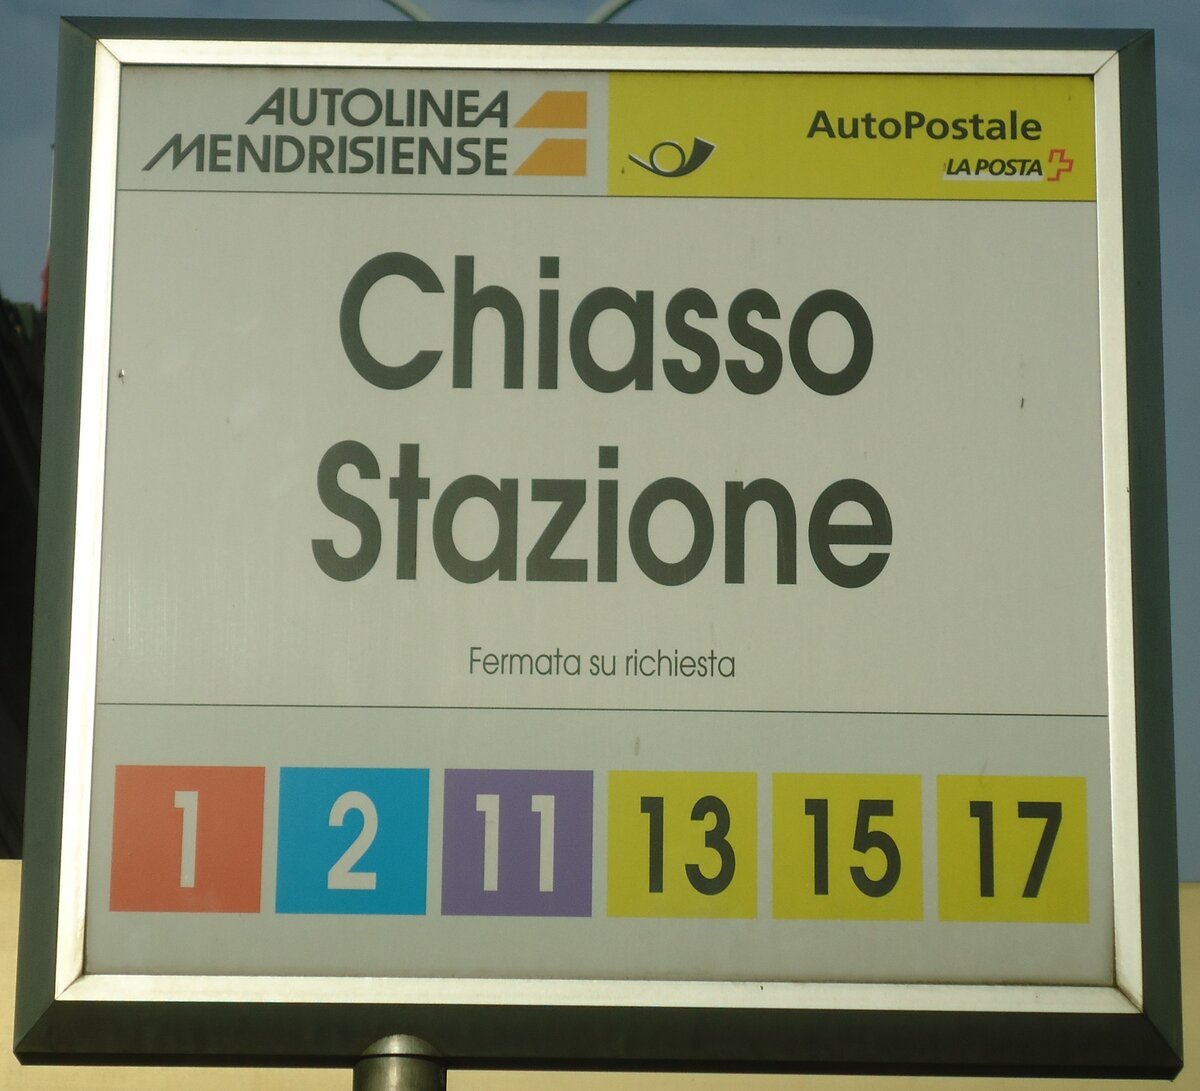 AUTOLINEA
MENDRISIENSE
AutoPostale
LA POSTA
Chiasso
Stazione
Fermata su richiesta
1 2 11 13 15 17